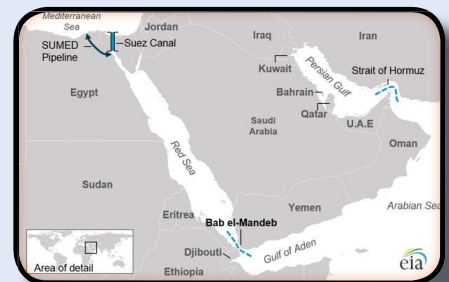 Mediterranean
Sea
Jordan
Iraq
Iran
SUMED
Pipeline
Suez Canal
Kuwait
Persian Gulf
Strait of Hormuz
Bahrain
Egypt
Qatar
U.A.E
Saudi
Arabia
Oman
Red Sea
Sudan
Yemen
Arabian Sea
Eritrea
Bab el-Mandeb
Djibouti
Gulf of Aden
Area of detail
Ethiopia
eia